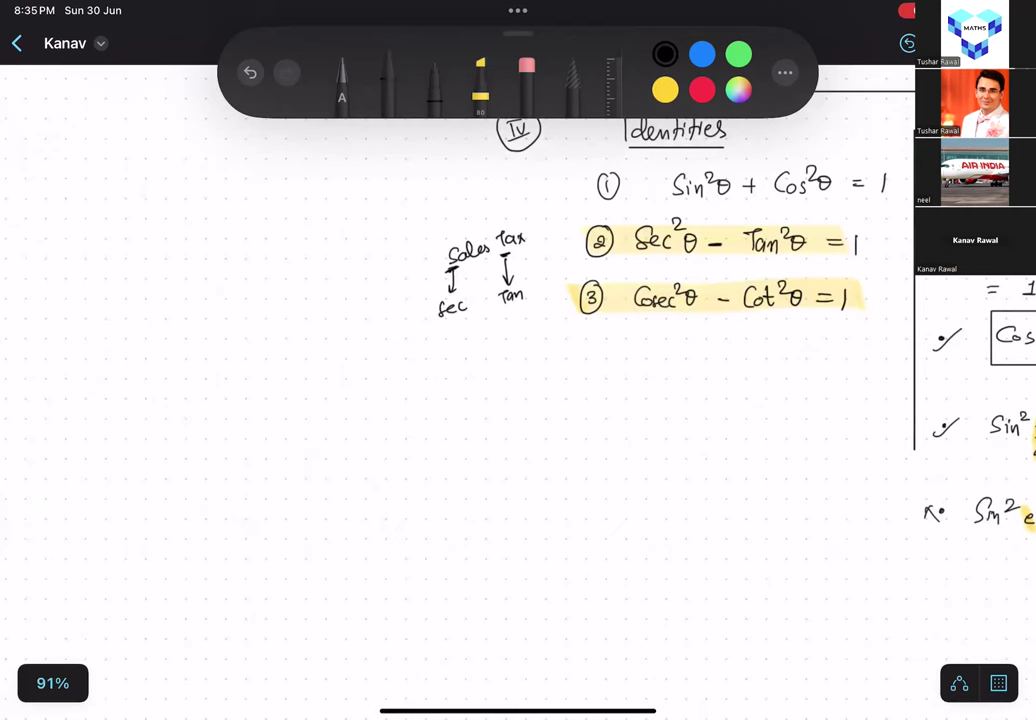 8:35 PM Sun 30 Jun
Kanav
A
80
MATHS
Tushar Rawal
Tushar Rawal
AIR INDIA
neel
Kanav Rawal
Kanav Rawal
IV Identities
① Sin²θ + Cos²θ = 1
② Sec²θ - Tan²θ = 1
③ Cosec²θ - Cot²θ = 1
Sales Tax
Sec Tan
= 1
Cos
Sin²
Sin² e
91%